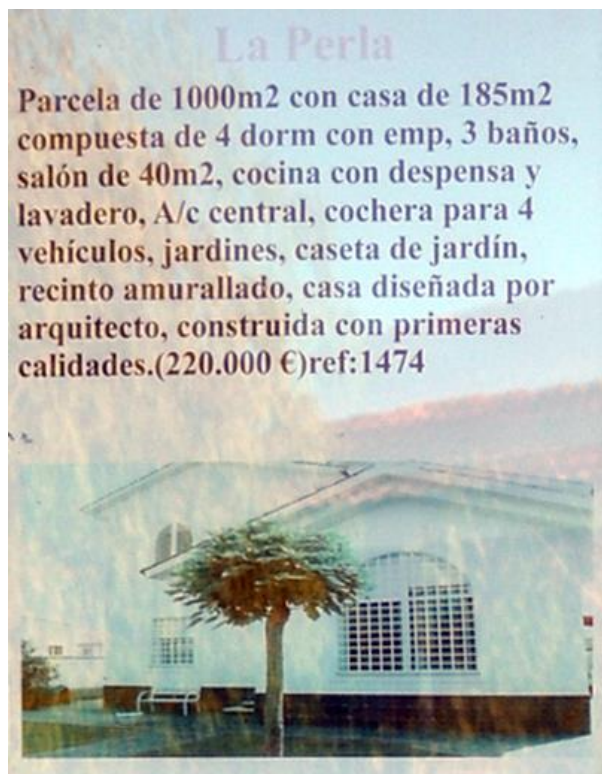 La Perla
Parcela de 1000m2 con casa de 185m2
compuesta de 4 dorm con emp, 3 baños,
salón de 40m2, cocina con despensa y
lavadero, A/c central, cochera para 4
vehículos, jardines, caseta de jardín,
recinto amurallado, casa diseñada por
arquitecto, construida con primeras
calidades.(220.000 €)ref:1474